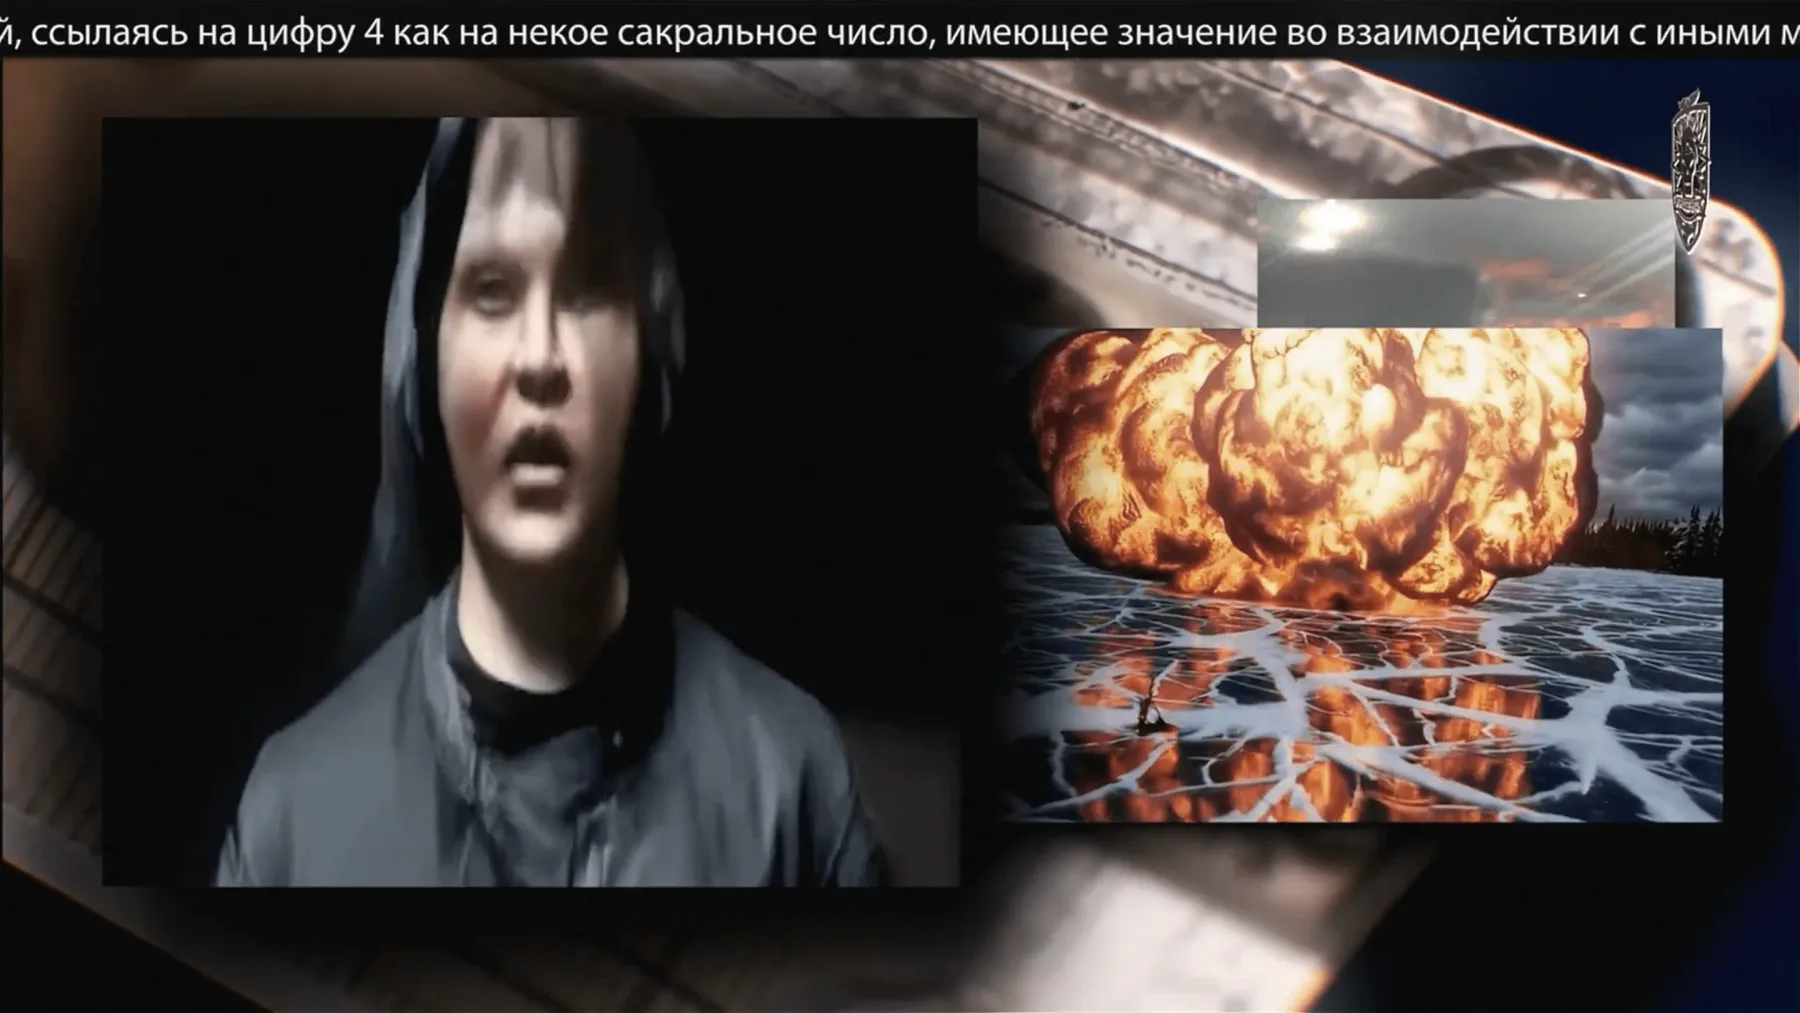 й, ссылаясь на цифру 4 как на некое сакральное число, имеющее значение во взаимодействии с иными м